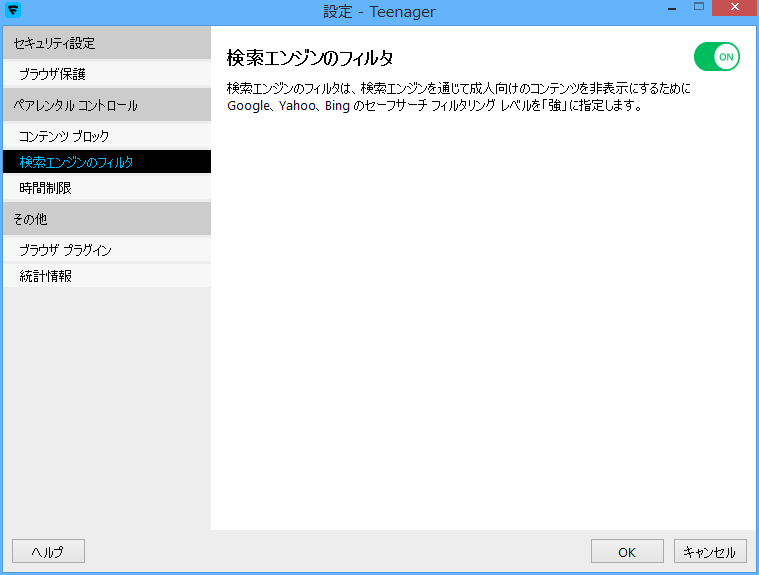 設定 - Teenager
セキュリティ設定
ブラウザ保護
ペアレンタル コントロール
コンテンツ ブロック
検索エンジンのフィルタ
時間制限
その他
ブラウザ プラグイン
統計情報
検索エンジンのフィルタ
ON
検索エンジンのフィルタは、検索エンジンを通じて成人向けのコンテンツを非表示にするために
Google、Yahoo、Bing のセーフサーチ フィルタリング レベルを「強」に指定します。
ヘルプ
OK
キャンセル